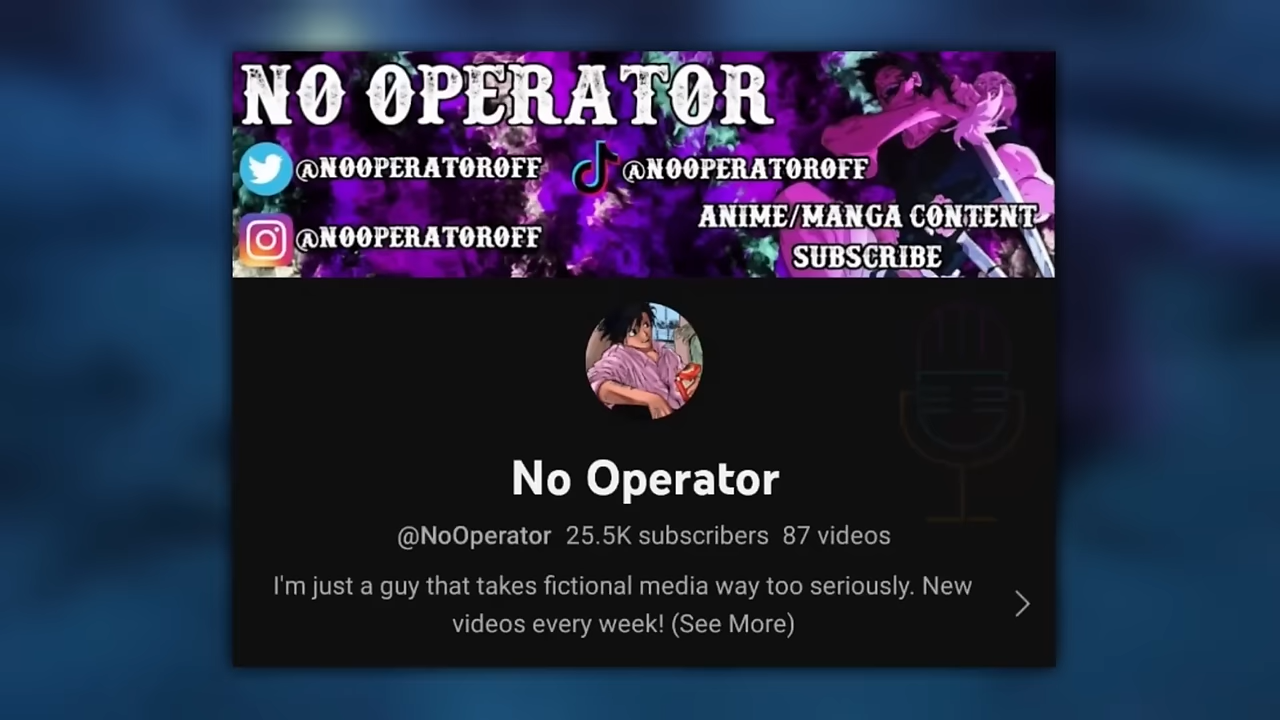 NO OPERATOR
@NOOPERATOROFF @NOOPERATOROFF
@NOOPERATOROFF
ANIME/MANGA CONTENT
SUBSCRIBE
No Operator
@NoOperator 25.5K subscribers 87 videos
I'm just a guy that takes fictional media way too seriously. New
videos every week! (See More)